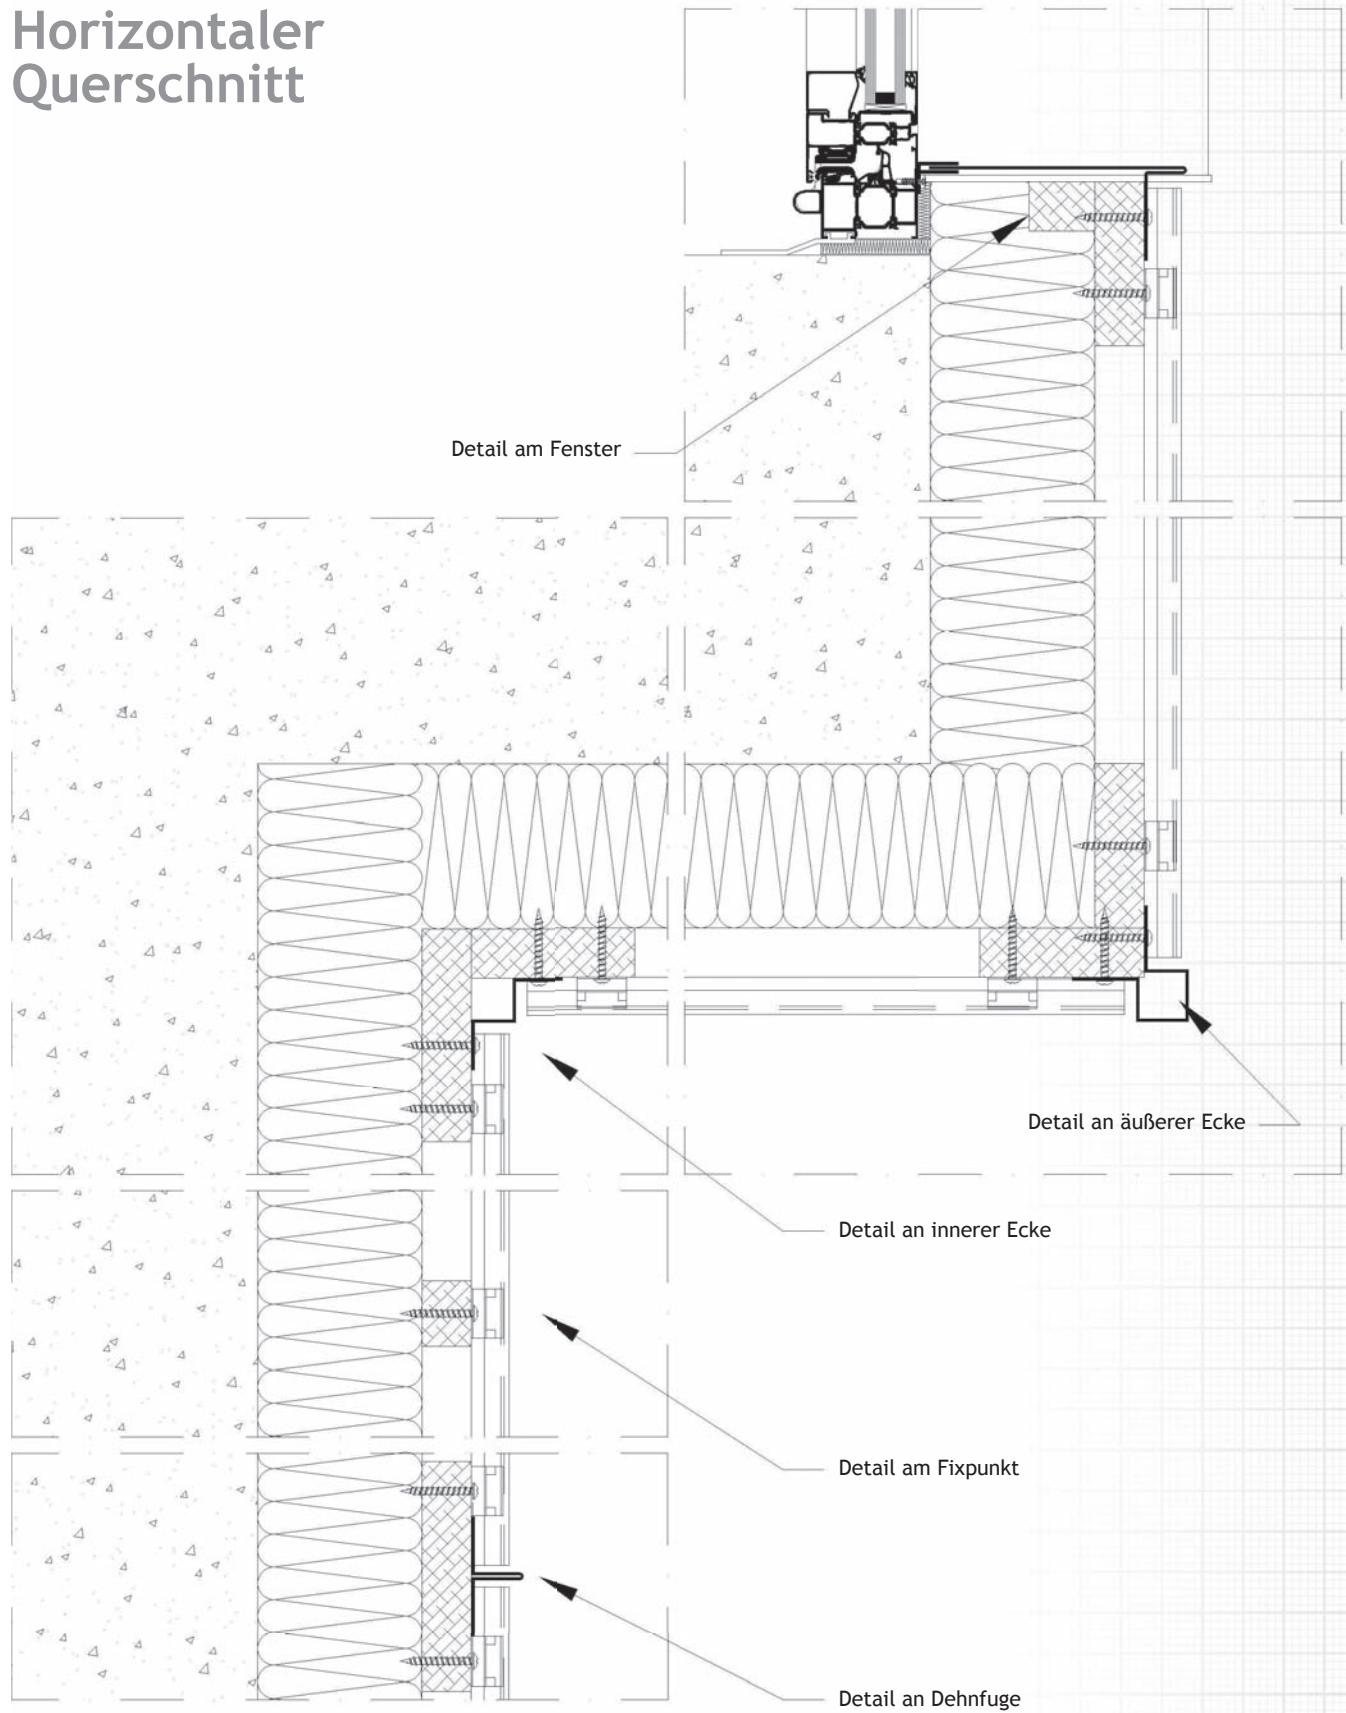 Horizontaler
Querschnitt
Detail am Fenster
Detail an äußerer Ecke
Detail an innerer Ecke
Detail am Fixpunkt
Detail an Dehnfuge